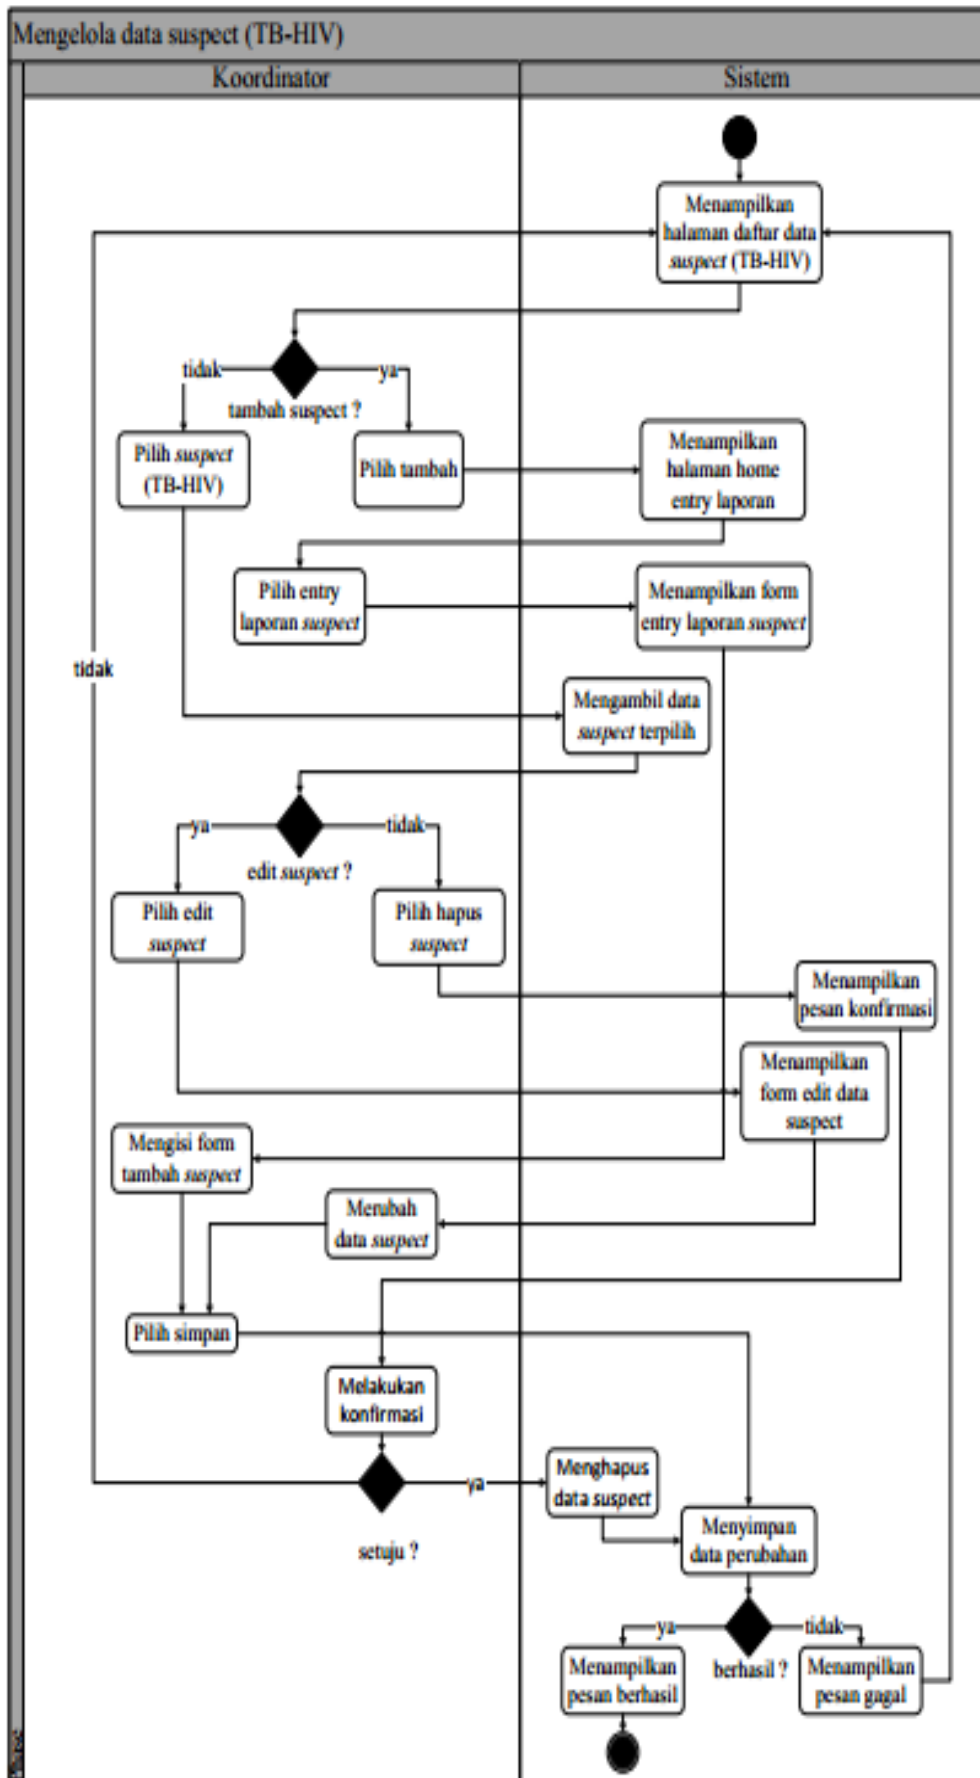 Mengelola data suspect (TB-HIV)
Koordinator
Sistem
Menampilkan
halaman daftar data
suspect (TB-HIV)
tidak
ya
tambah suspect ?
Pilih suspect
(TB-HIV)
Pilih tambah
Menampilkan
halaman home
entry laporan
Pilih entry
laporan suspect
Menampilkan form
entry laporan suspect
tidak
Mengambil data
suspect terpilih
ya
tidak
edit suspect ?
Pilih edit
suspect
Pilih hapus
suspect
Menampilkan
pesan konfirmasi
Menampilkan
form edit data
suspect
Mengisi form
tambah suspect
Merubah
data suspect
Pilih simpan
Melakukan
konfirmasi
ya
setuju ?
Menghapus
data suspect
Menyimpan
data perubahan
ya
tidak
berhasil ?
Menampilkan
pesan berhasil
Menampilkan
pesan gagal